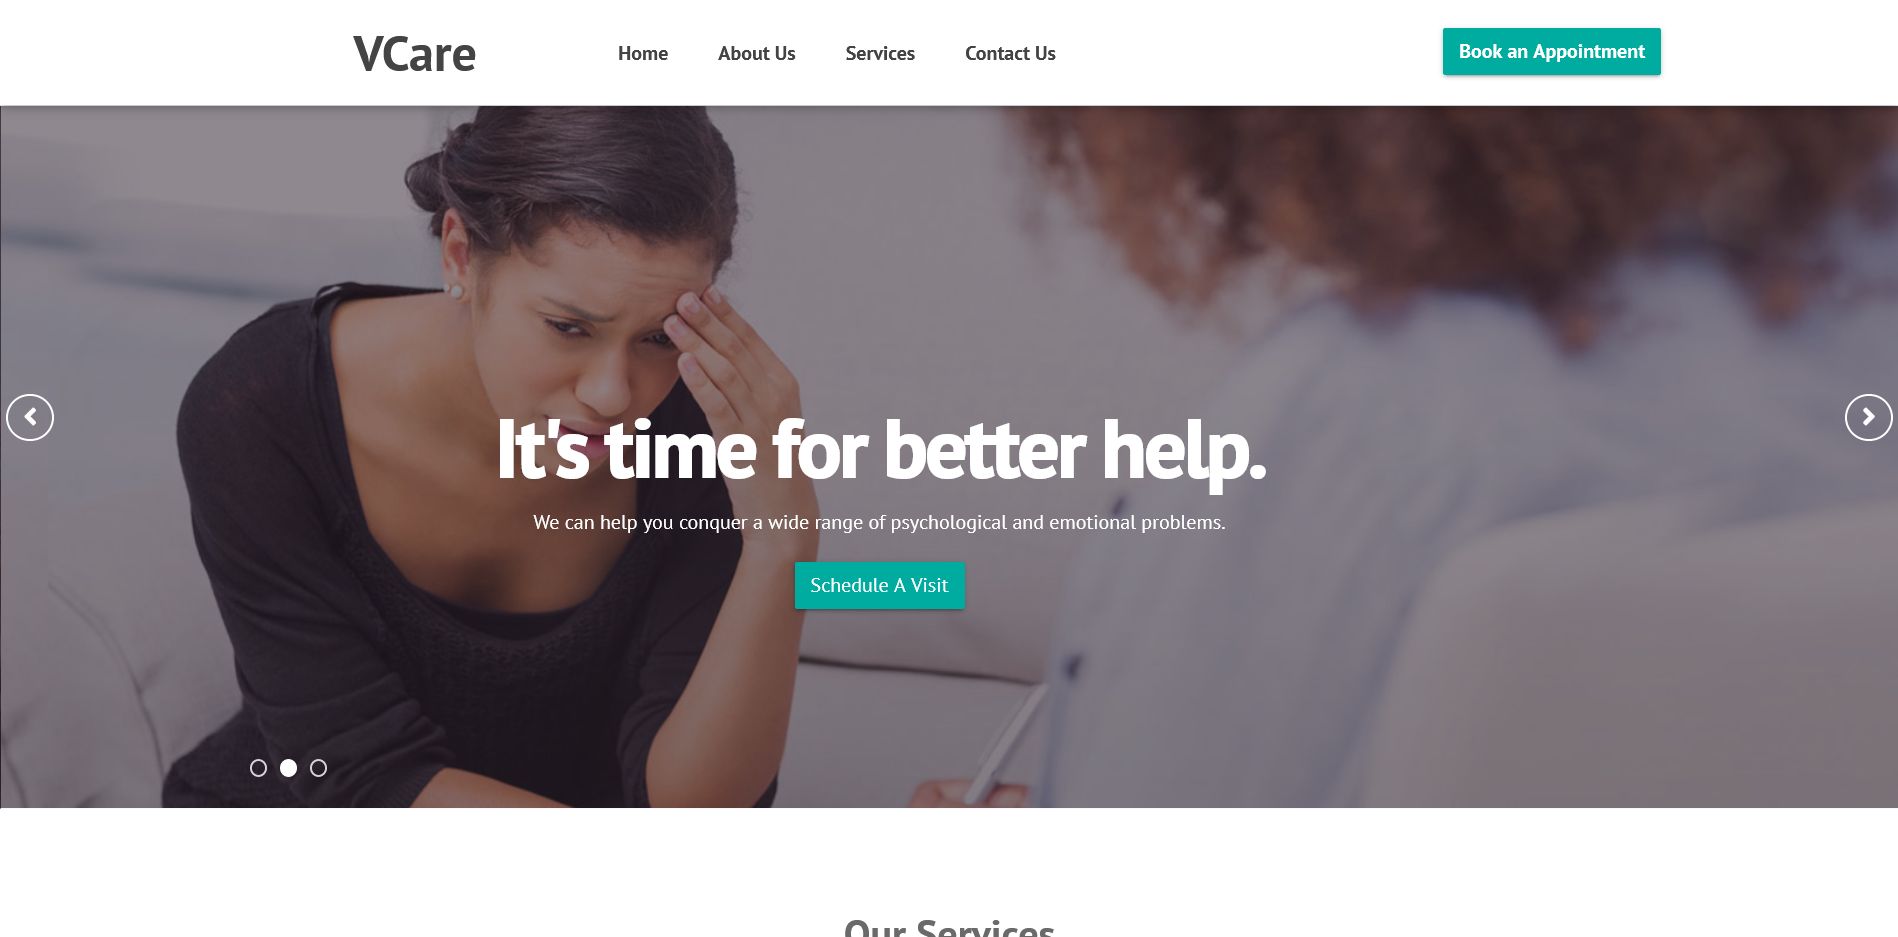 VCare
Home
About Us
Services
Contact Us
Book an Appointment
It's time for better help.
We can help you conquer a wide range of psychological and emotional problems.
Schedule A Visit
Our Services